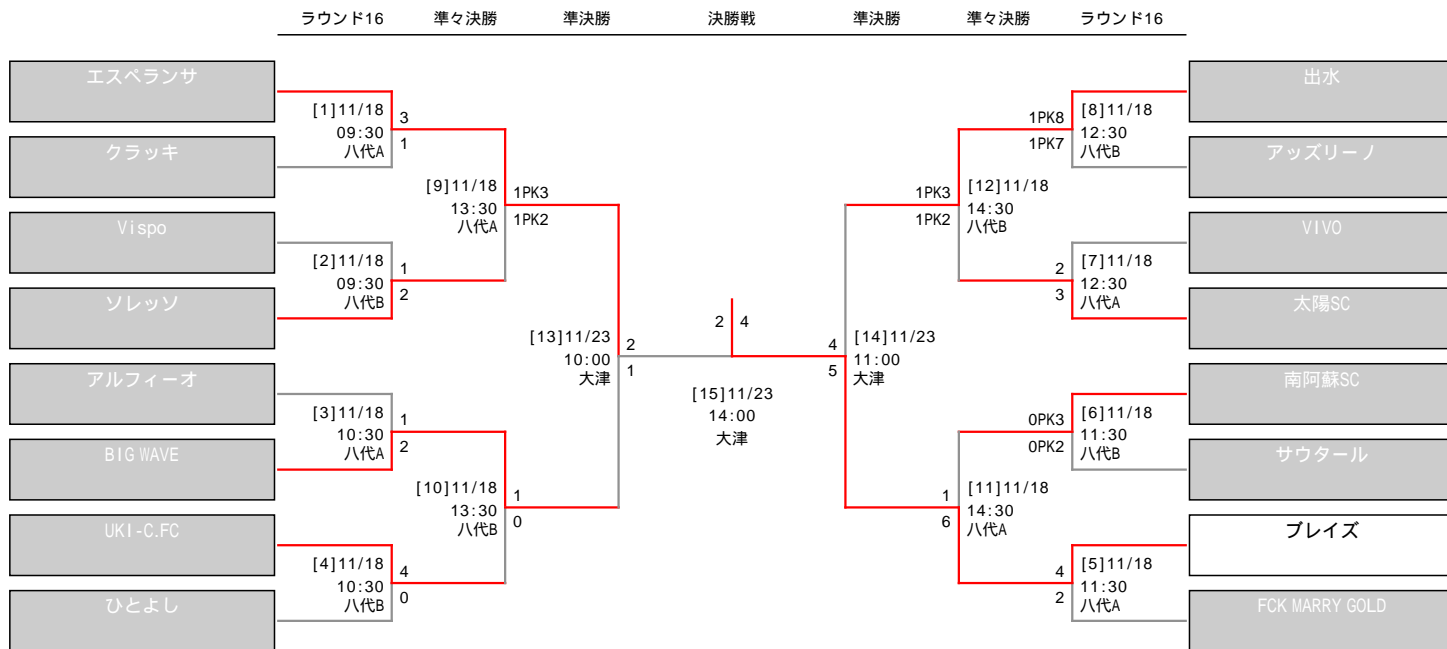 ラウンド16 準々決勝 準決勝 決勝戦 準決勝 準々決勝 ラウンド16
エスペランサ
クラッキ
Vispo
ソレッソ
アルフィーオ
BIG WAVE
UKI-C.FC
ひとよし
[1]11/18
09:30
八代A
3
1
[2]11/18
09:30
八代B
1
2
[3]11/18
10:30
八代A
1
2
[4]11/18
10:30
八代B
4
0
[9]11/18
13:30
八代A
1PK3
1PK2
[10]11/18
13:30
八代B
1
0
[13]11/23
10:00
大津
2
1
2 4
[15]11/23
14:00
大津
4
5
[14]11/23
11:00
大津
1PK3
1PK2
[12]11/18
14:30
八代B
1
6
[11]11/18
14:30
八代A
1PK8
1PK7
[8]11/18
12:30
八代B
2
3
[7]11/18
12:30
八代A
0PK3
0PK2
[6]11/18
11:30
八代B
4
2
[5]11/18
11:30
八代A
出水
アッズリーノ
VIVO
太陽SC
南阿蘇SC
サウタール
ブレイズ
FCK MARRY GOLD